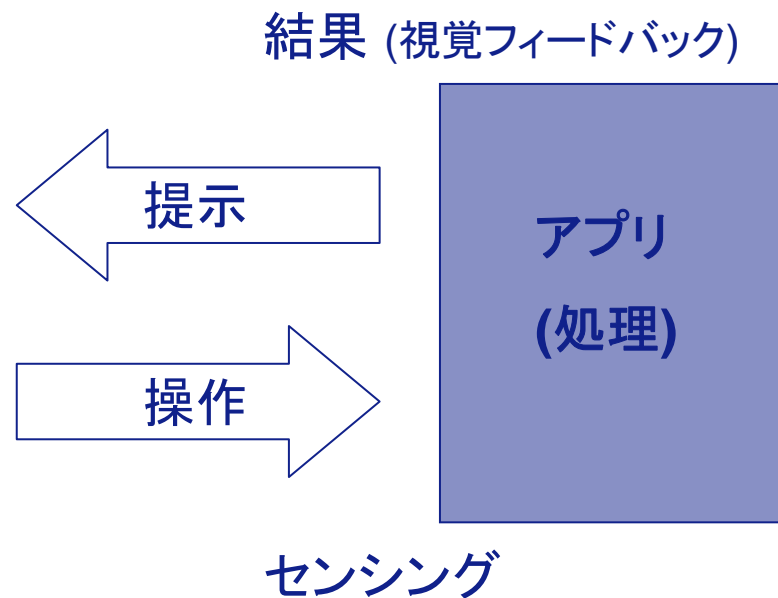 結果 (視覚フィードバック)
提示
アプリ
(処理)
操作
センシング